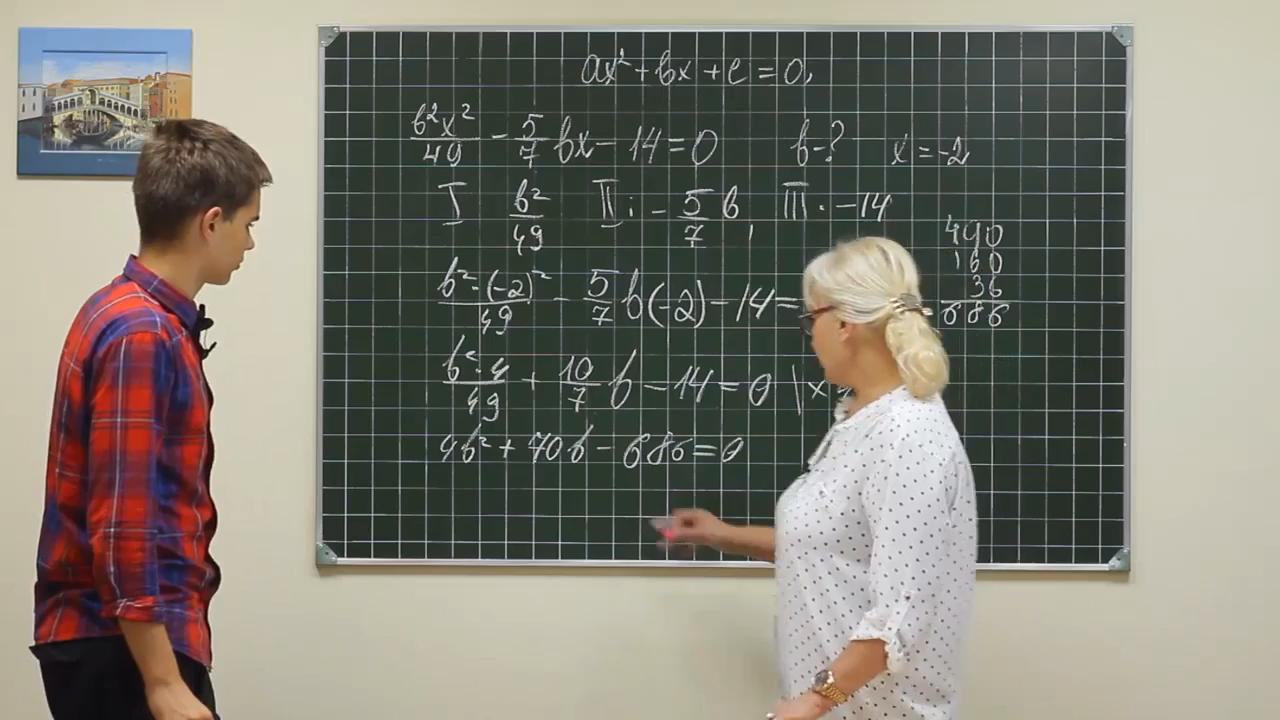 ax² + bx + c = 0,
b²x²/49 - 5/7 bx - 14 = 0 b - ? x = -2
I b²/49 II: - 5/7 b, III. -14
490
160
36
686
b² · (-2)²/49 - 5/7 b(-2) - 14 =
b² · 4/49 + 10/7 b - 14 = 0 | x
4b² + 70b - 686 = 0